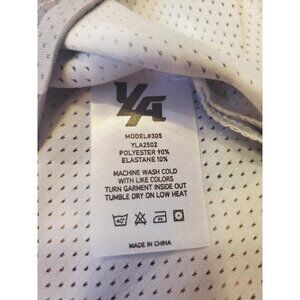 YA
MODEL#305
YLA2502
POLYESTER 90%
ELASTANE 10%
MACHINE WASH COLD
WITH LIKE COLORS
TURN GARMENT INSIDE OUT
TUMBLE DRY ON LOW HEAT
40°
MADE IN CHINA